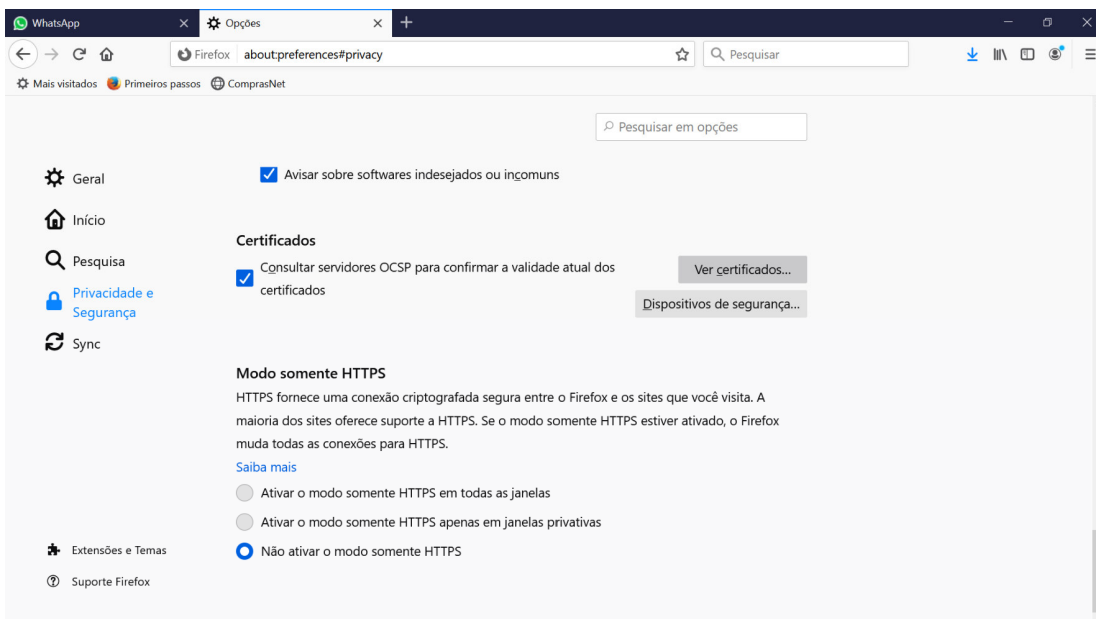 WhatsApp
Opções
Firefox about:preferences#privacy
Pesquisar
Mais visitados Primeiros passos ComprasNet
Pesquisar em opções
Geral
Início
Pesquisa
Privacidade e
Segurança
Sync
Extensões e Temas
Suporte Firefox
Avisar sobre softwares indesejados ou incomuns
Certificados
Consultar servidores OCSP para confirmar a validade atual dos
certificados
Ver certificados...
Dispositivos de segurança...
Modo somente HTTPS
HTTPS fornece uma conexão criptografada segura entre o Firefox e os sites que você visita. A
maioria dos sites oferece suporte a HTTPS. Se o modo somente HTTPS estiver ativado, o Firefox
muda todas as conexões para HTTPS.
Saiba mais
Ativar o modo somente HTTPS em todas as janelas
Ativar o modo somente HTTPS apenas em janelas privativas
Não ativar o modo somente HTTPS